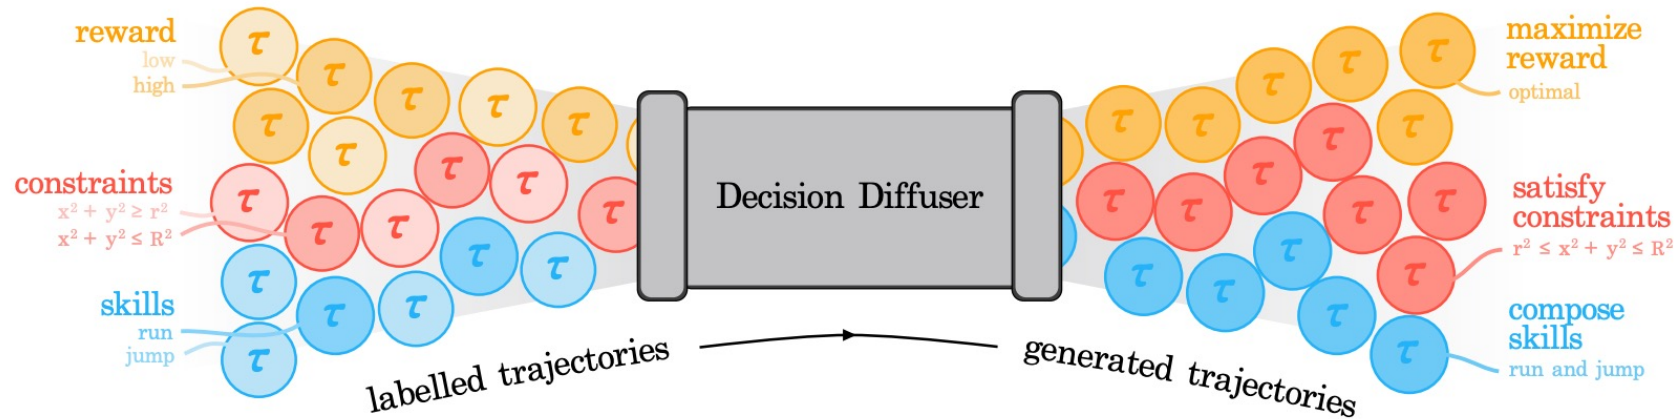 reward
low
high
constraints
x² + y² ≥ r²
x² + y² ≤ R²
skills
run
jump
τ τ τ τ τ
τ τ
τ τ
τ τ τ τ
τ τ
τ τ τ
τ
labelled trajectories
Decision Diffuser
generated trajectories
τ τ τ τ τ
τ
τ τ τ τ
τ τ
τ
τ τ τ
τ τ
maximize
reward
optimal
satisfy
constraints
r² ≤ x² + y² ≤ R²
compose
skills
run and jump